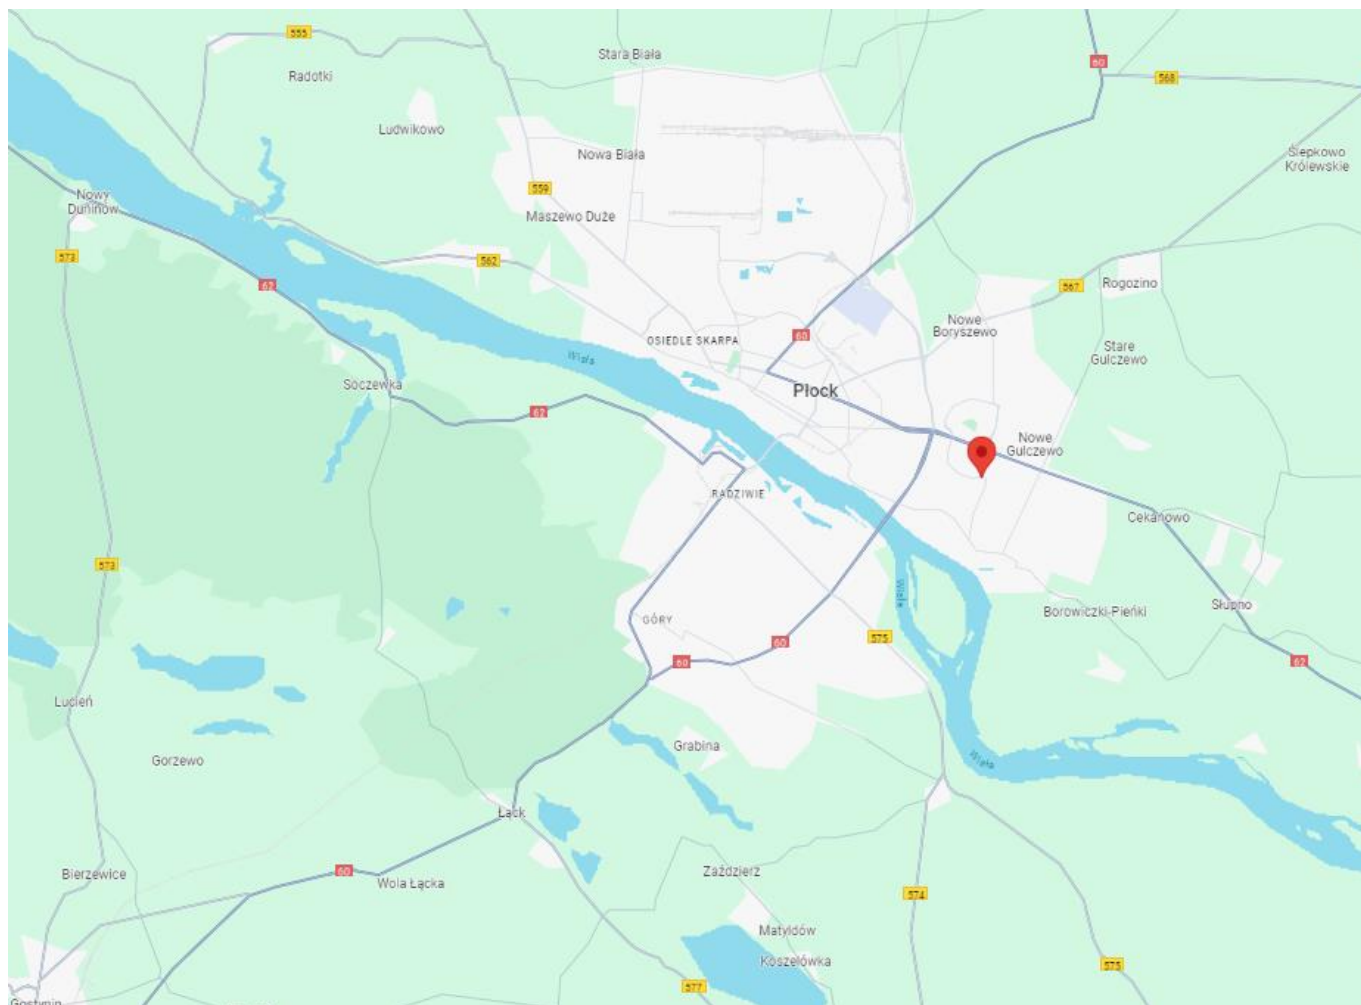 555
Stara Biała
60
568
Radotki
Ludwikowo
Nowa Biała
Siepkowo
Królewskie
559
Nowy
Duninów
Maszewo Duże
573
562
62
Rogozino
567
Nowe
Boryszewo
60
OSIEDLE SKARPA
Stare
Gulczewo
Wisła
Soczewka
Płock
62
Nowe
Gulczewo
RADZIWIE
Cekanowo
573
Wisła
Słupno
Borowiczki-Pieńki
GÓRY
575
60
60
62
Lucień
Grabina
Gorzewo
Wisła
Łąck
60
Zaździerz
Bierzewice
Wola Łącka
574
Matyldów
Koszelówka
575
577
Gostynin